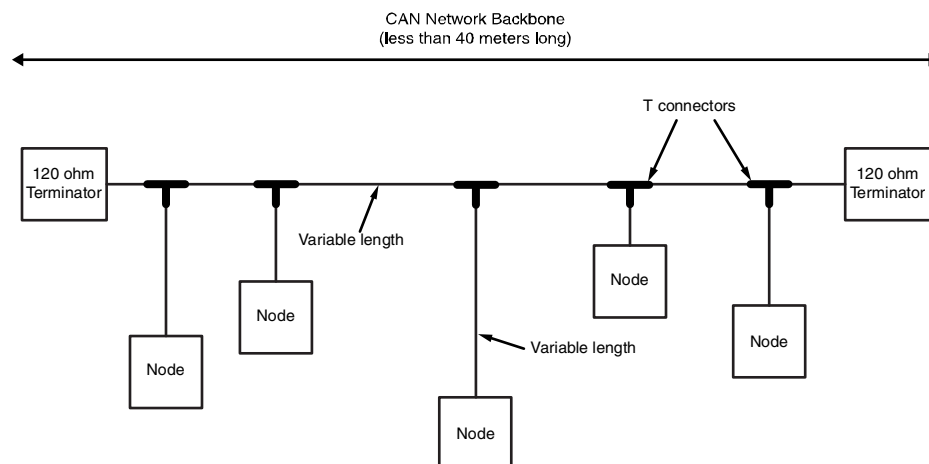 CAN Network Backbone
(less than 40 meters long)
T connectors
120 ohm
Terminator
120 ohm
Terminator
Variable length
Node
Node
Node
Variable length
Node
Node